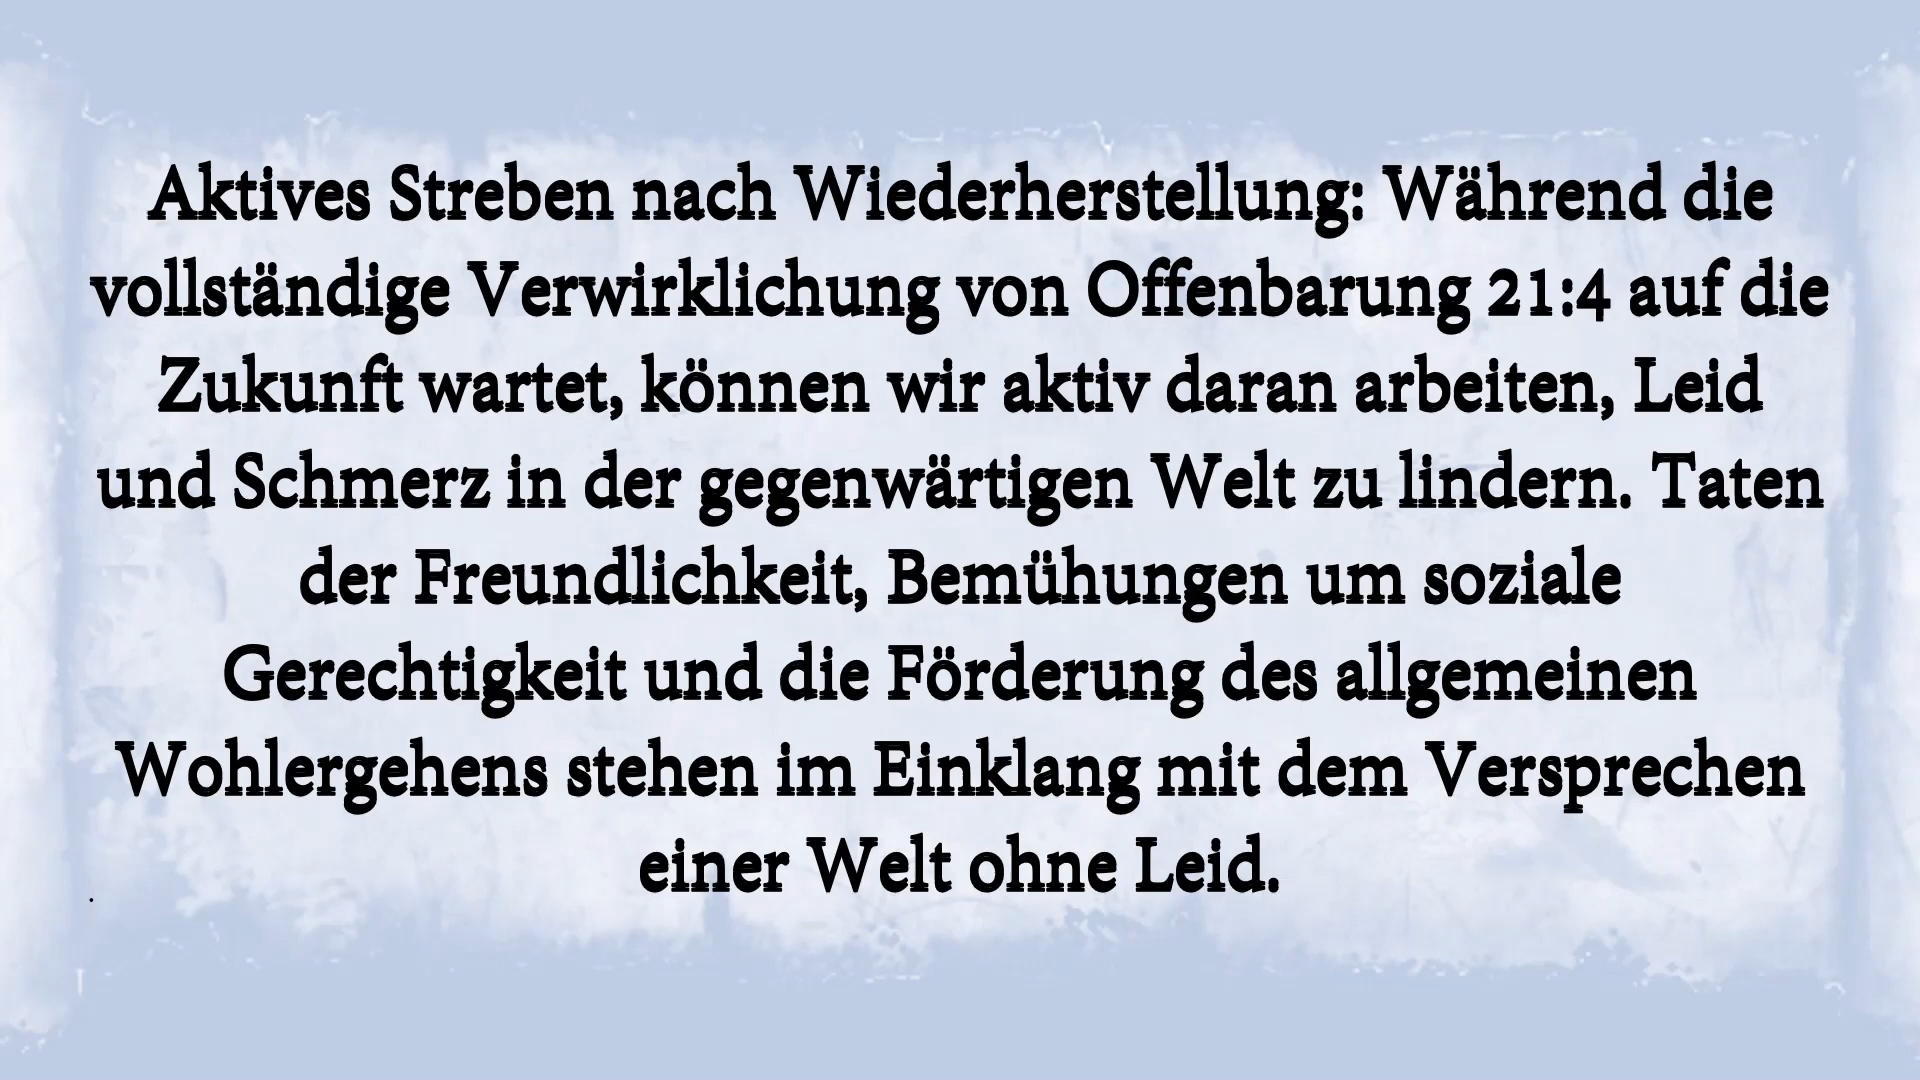 Aktives Streben nach Wiederherstellung: Während die
vollständige Verwirklichung von Offenbarung 21:4 auf die
Zukunft wartet, können wir aktiv daran arbeiten, Leid
und Schmerz in der gegenwärtigen Welt zu lindern. Taten
der Freundlichkeit, Bemühungen um soziale
Gerechtigkeit und die Förderung des allgemeinen
Wohlergehens stehen im Einklang mit dem Versprechen
einer Welt ohne Leid.
.